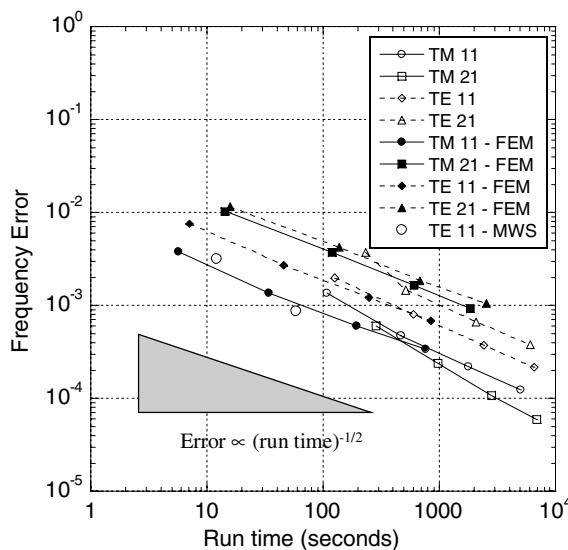 10^0
10^-1
10^-2
10^-3
10^-4
10^-5
Frequency Error
TM 11
TM 21
TE 11
TE 21
TM 11 - FEM
TM 21 - FEM
TE 11 - FEM
TE 21 - FEM
TE 11 - MWS
Error ∝ (run time)^-1/2
1 10 100 1000 10^4
Run time (seconds)